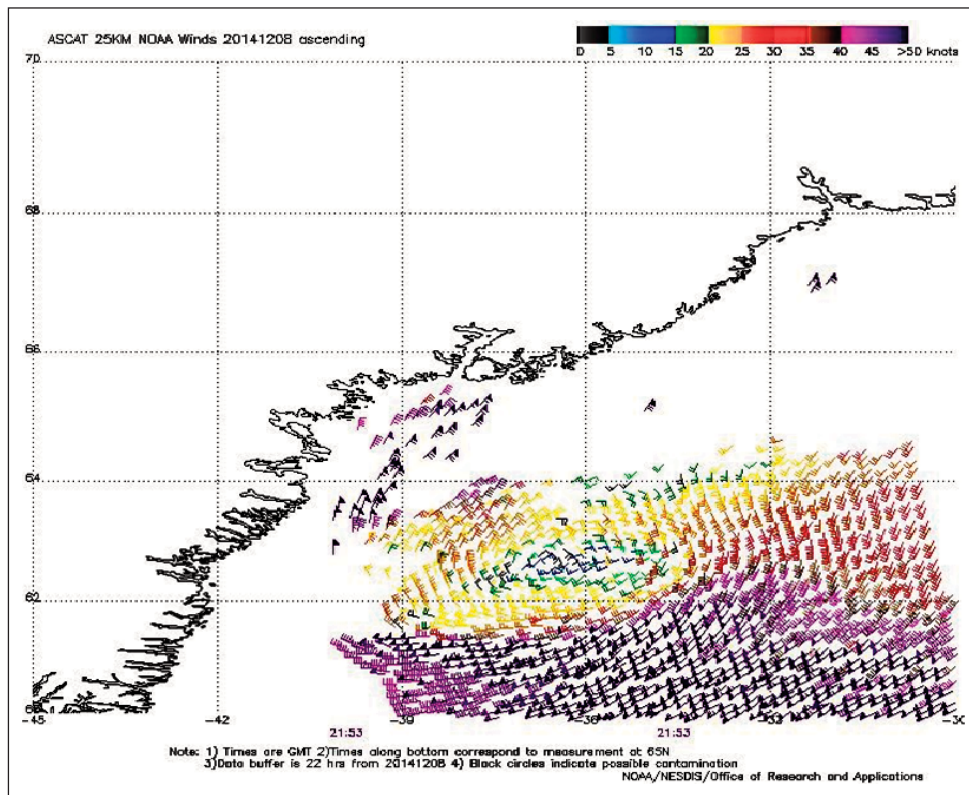 ASCAT 25KM NOAA Winds 20141208 ascending
0 5 10 15 20 25 30 35 40 45 >50 knots
70
68
66
64
62
-45 -42 -39 -36 -33 -30
21:53 21:53
Note: 1) Times are GMT 2)Times along bottom correspond to measurement at 65N
3)Data buffer is 22 hrs from 20141208 4) Black circles indicate possible contamination
NOAA/NESDIS/Office of Research and Applications